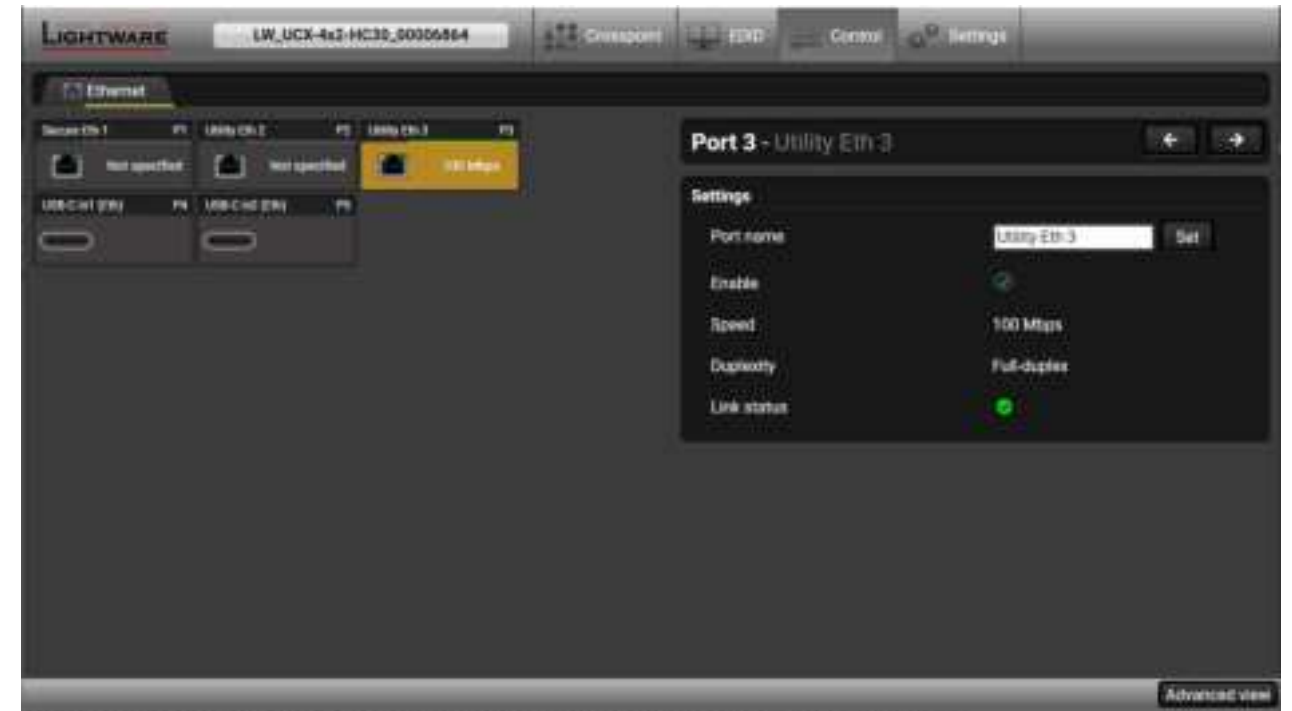 LIGHTWARE
LW_UCX-4x2-HC30_00006864
Crosspoint
EDID
Control
Settings
Ethernet
Secure Eth 1 P1
Utility Eth 2 P2
Utility Eth 3 P3
Not specified
Not specified
100 Mbps
USB-C in1 (Eth) P4
USB-C in2 (Eth) P5
Port 3 - Utility Eth 3
Settings
Port name
Utility Eth 3
Set
Enable
Speed
100 Mbps
Duplexity
Full-duplex
Link status
Advanced view